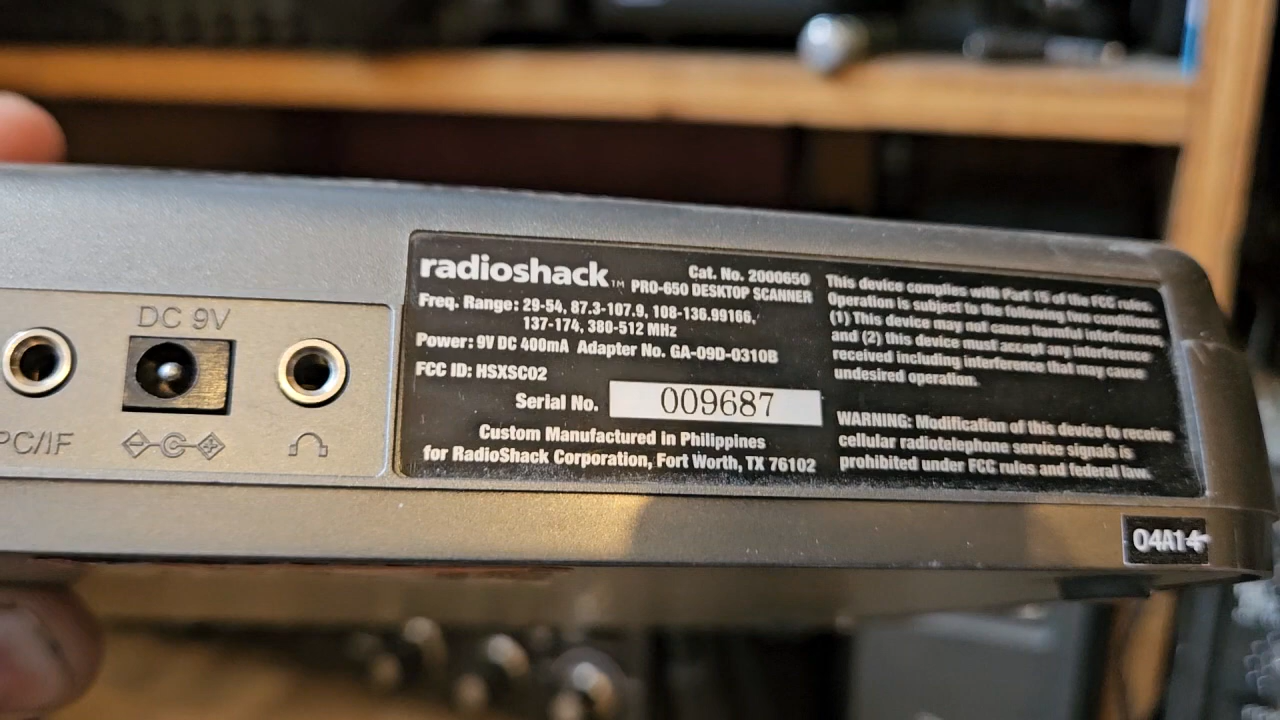 DC 9V
PC/IF
radioshack™
Cat. No. 2000650
PRO-650 DESKTOP SCANNER
Freq. Range: 29-54, 87.3-107.9, 108-136.99166,
137-174, 380-512 MHz
Power: 9V DC 400mA Adapter No. GA-09D-0310B
FCC ID: HSXSC02
Serial No. 009687
Custom Manufactured in Philippines
for RadioShack Corporation, Fort Worth, TX 76102
This device complies with Part 15 of the FCC rules.
Operation is subject to the following two conditions:
(1) This device may not cause harmful interference,
and (2) this device must accept any interference
received including interference that may cause
undesired operation.
WARNING: Modification of this device to receive
cellular radiotelephone service signals is
prohibited under FCC rules and federal law.
04A14